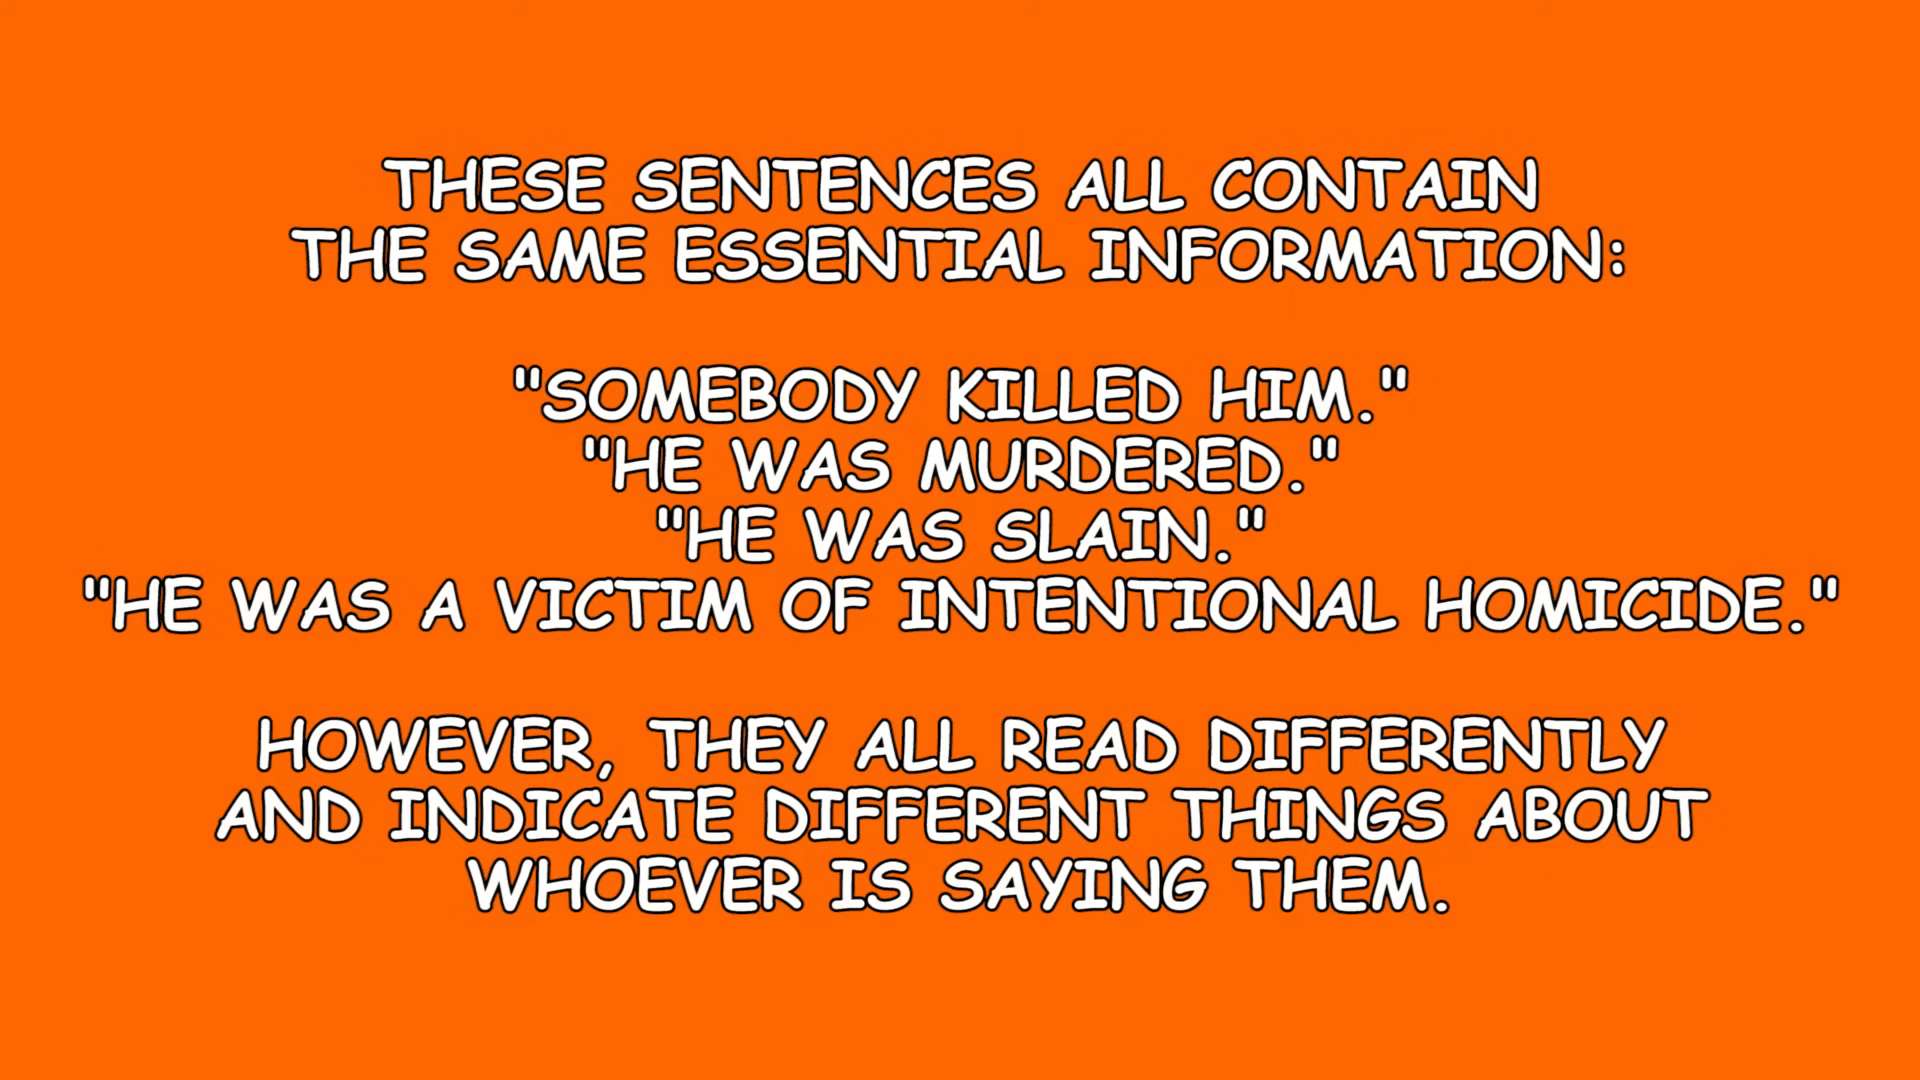 THESE SENTENCES ALL CONTAIN
THE SAME ESSENTIAL INFORMATION:
"SOMEBODY KILLED HIM."
"HE WAS MURDERED."
"HE WAS SLAIN."
"HE WAS A VICTIM OF INTENTIONAL HOMICIDE."
HOWEVER, THEY ALL READ DIFFERENTLY
AND INDICATE DIFFERENT THINGS ABOUT
WHOEVER IS SAYING THEM.